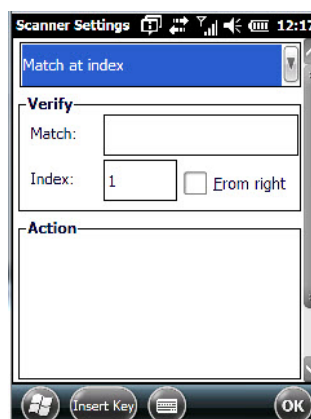 Scanner Settings 12:17
Match at index
Verify
Match:
Index: 1 From right
Action
Insert Key OK